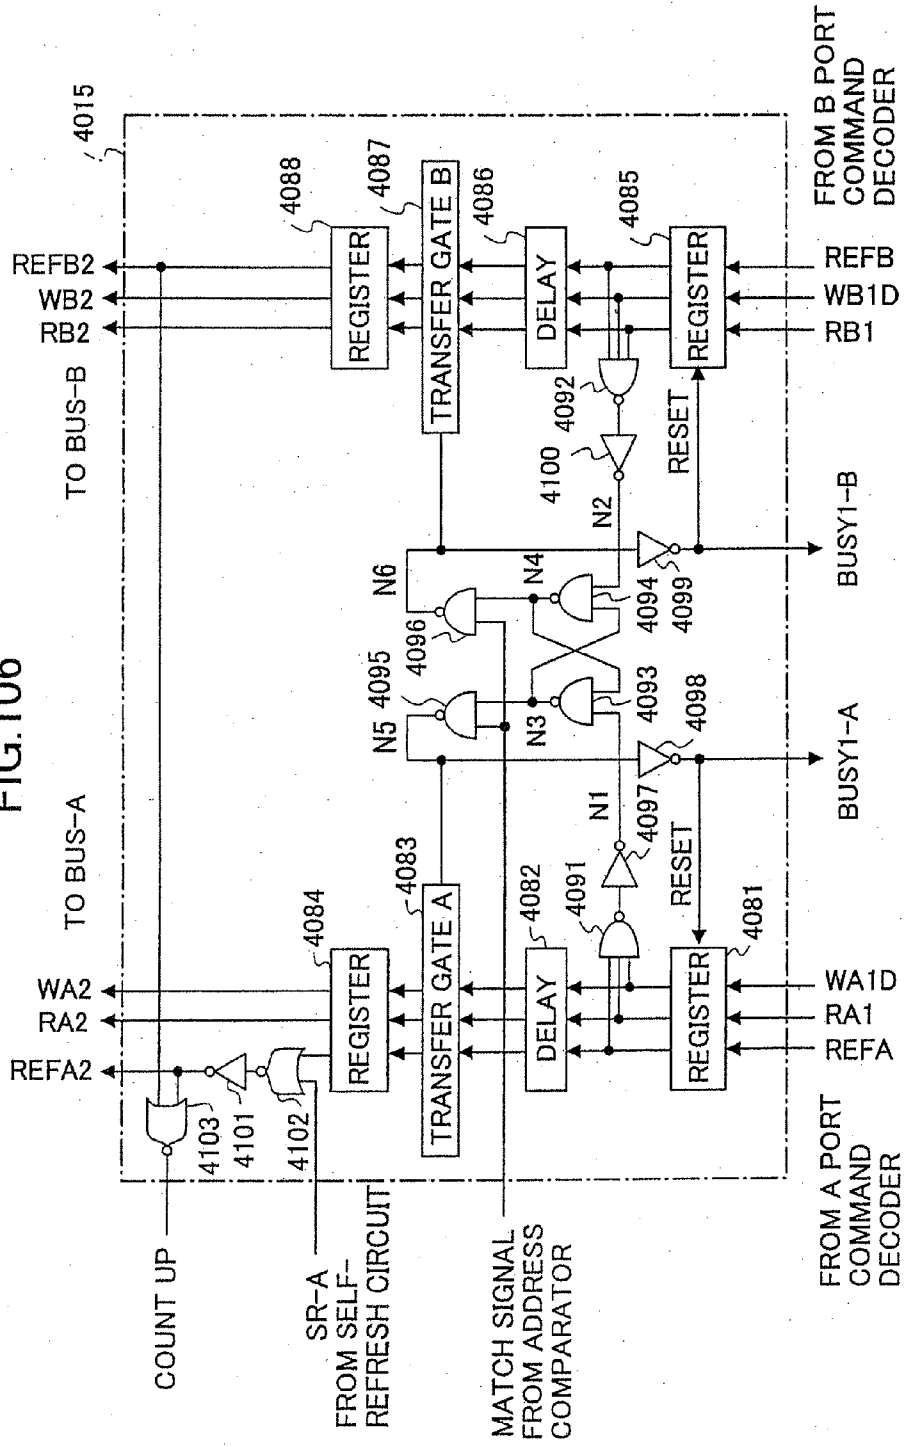 FIG.106
4015
REFB2
WB2
RB2
TO BUS-B
TO BUS-A
WA2
RA2
REFA2
4088
REGISTER
4087
TRANSFER GATE B
4086
DELAY
4085
REGISTER
4092
4100
N2
RESET
N6
N4
4096
4094
4099
4095
N5
N3
4093
4098
N1
4097
4091
RESET
4084
REGISTER
4083
TRANSFER GATE A
4082
DELAY
4081
REGISTER
4103
4101
4102
COUNT UP
SR-A
FROM SELF-
REFRESH CIRCUIT
MATCH SIGNAL
FROM ADDRESS
COMPARATOR
REFB
WB1D
RB1
FROM B PORT
COMMAND
DECODER
BUSY1-B
BUSY1-A
WA1D
RA1
REFA
FROM A PORT
COMMAND
DECODER